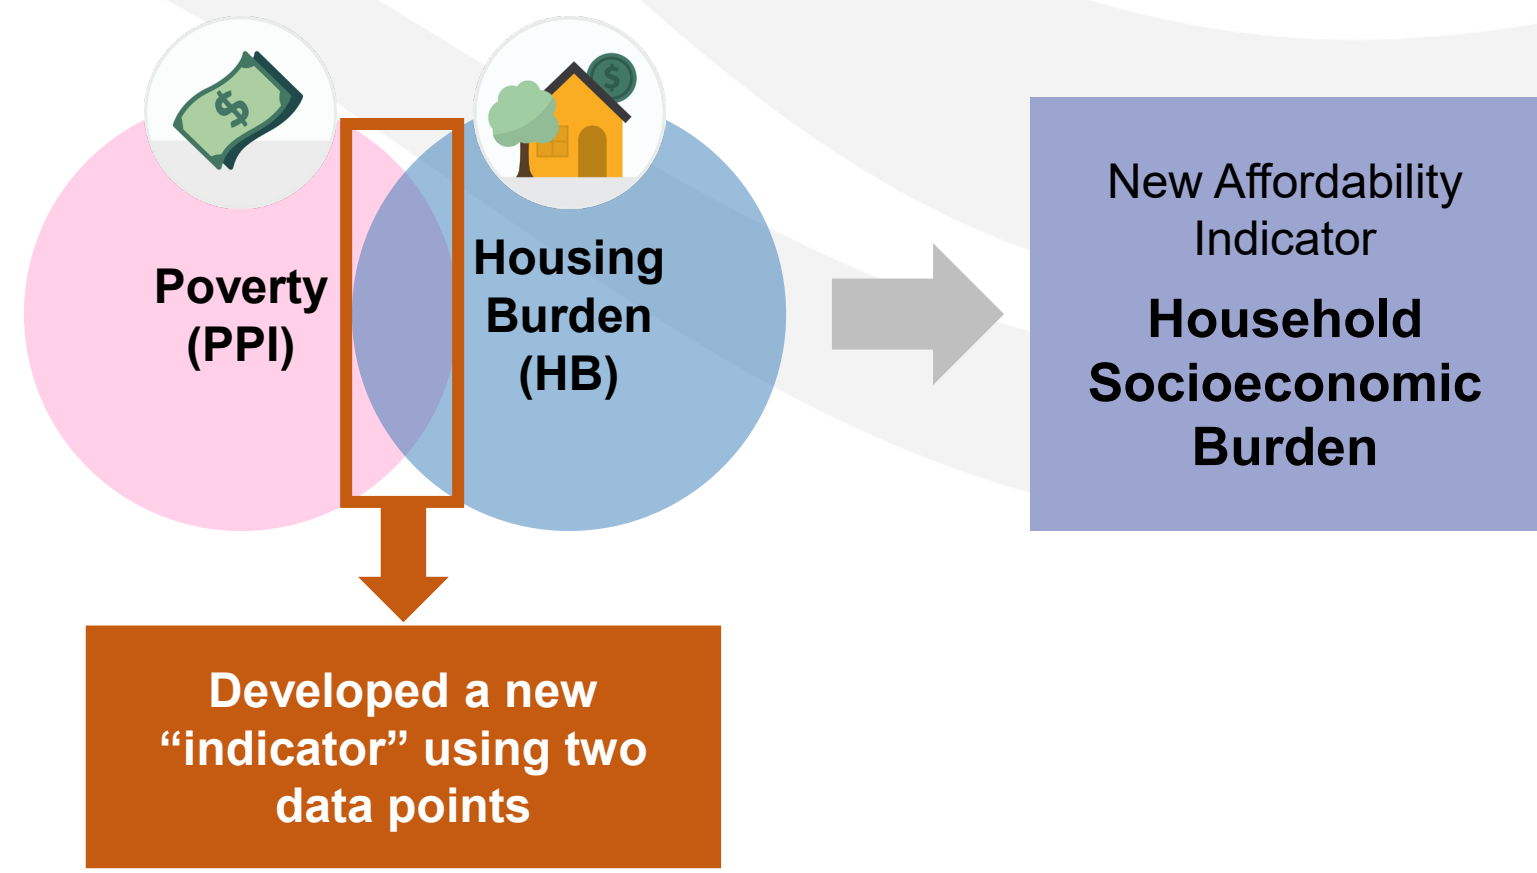 $
$
Poverty
(PPI)
Housing
Burden
(HB)
New Affordability
Indicator
Household
Socioeconomic
Burden
Developed a new
“indicator” using two
data points